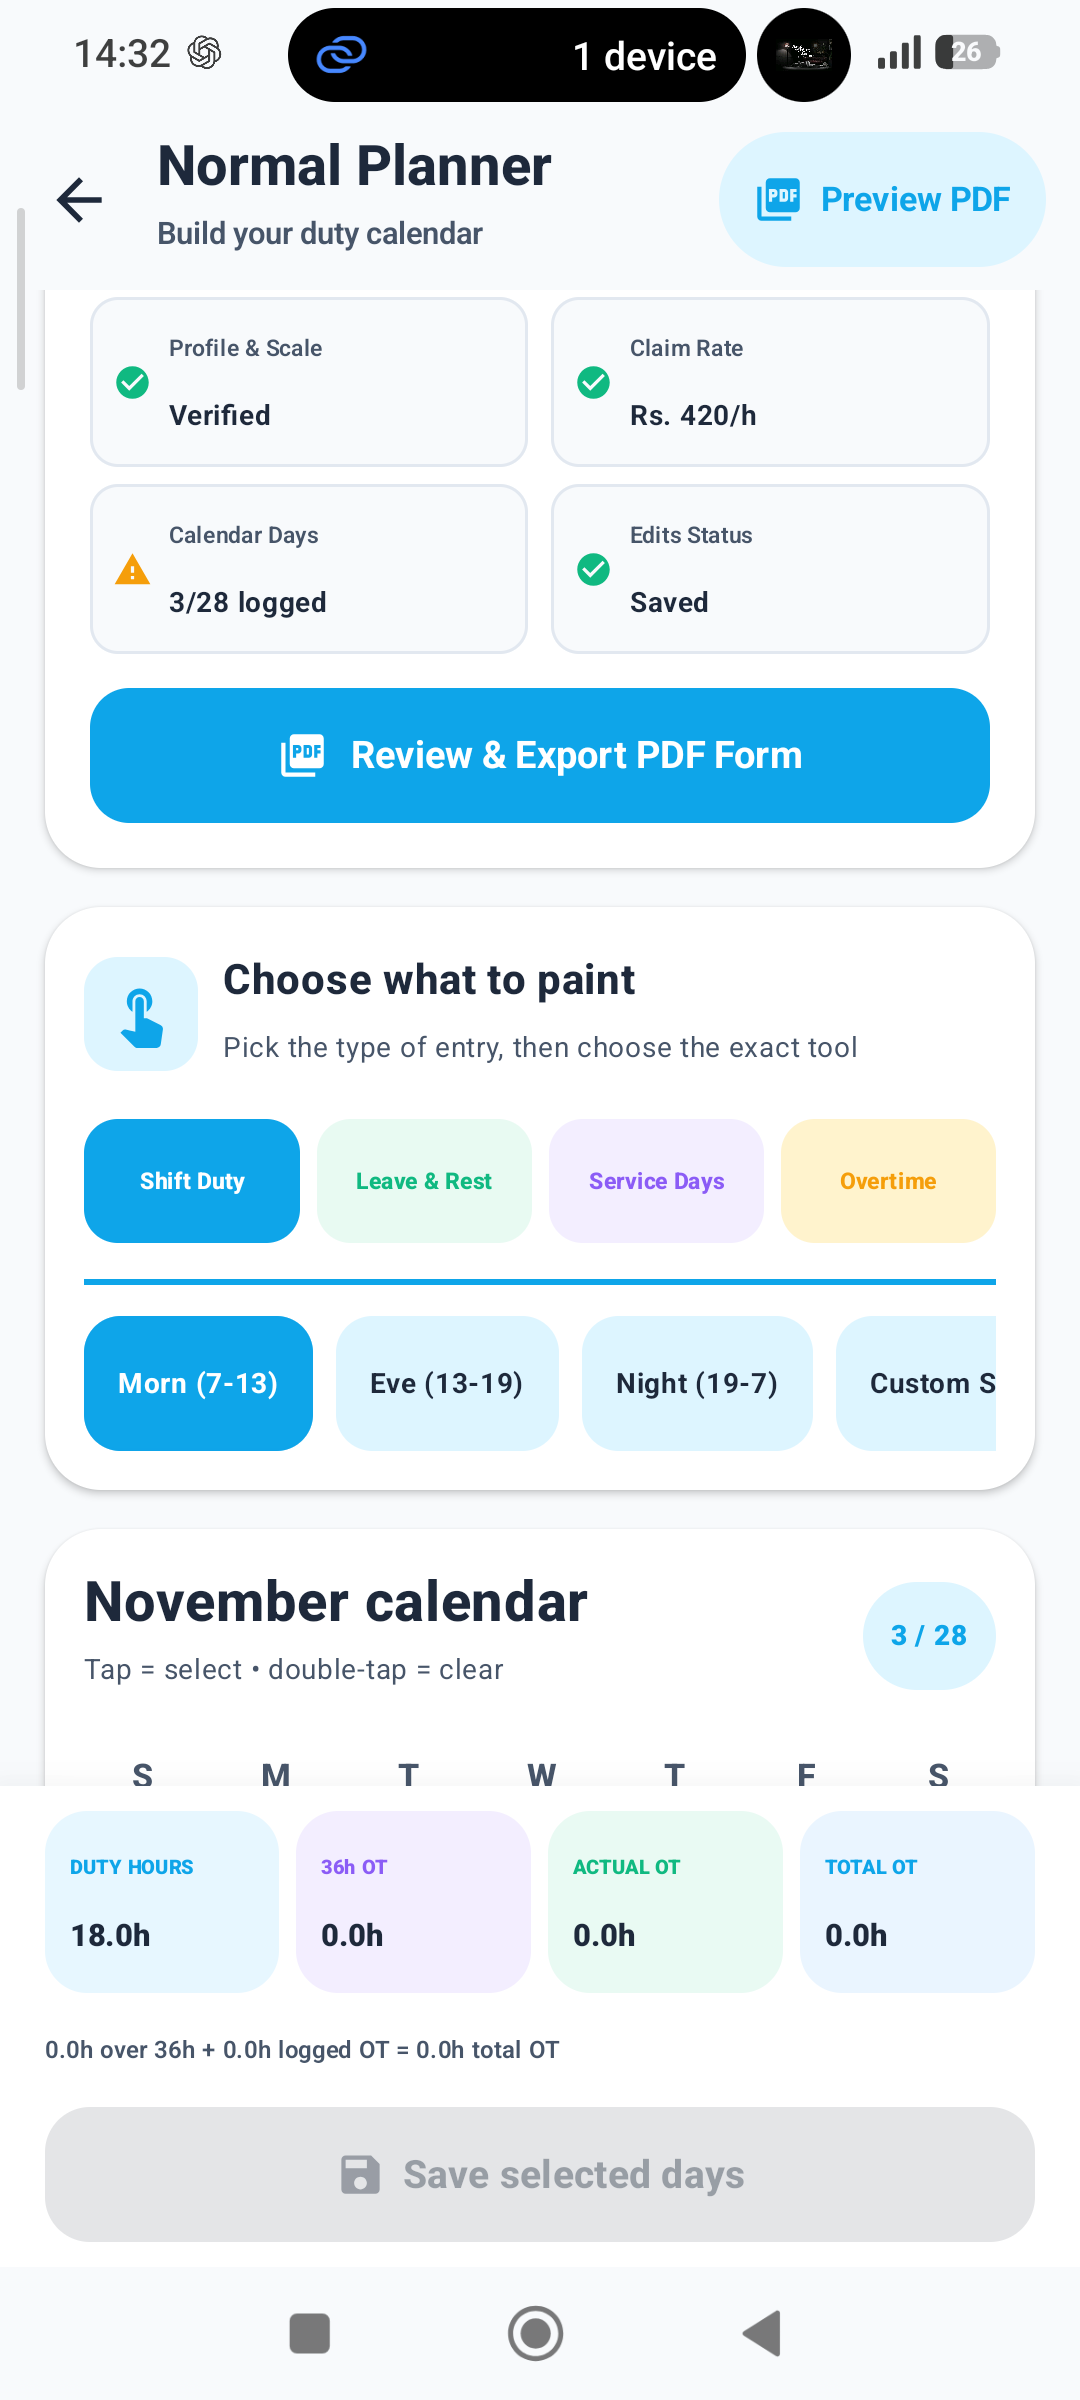 14:32
1 device
26
Normal Planner
Build your duty calendar
PDF Preview PDF
Profile & Scale
Verified
Claim Rate
Rs. 420/h
Calendar Days
3/28 logged
Edits Status
Saved
PDF Review & Export PDF Form
Choose what to paint
Pick the type of entry, then choose the exact tool
Shift Duty
Leave & Rest
Service Days
Overtime
Morn (7-13)
Eve (13-19)
Night (19-7)
Custom S
November calendar
Tap = select • double-tap = clear
3 / 28
S M T W T F S
DUTY HOURS
18.0h
36h OT
0.0h
ACTUAL OT
0.0h
TOTAL OT
0.0h
0.0h over 36h + 0.0h logged OT = 0.0h total OT
Save selected days